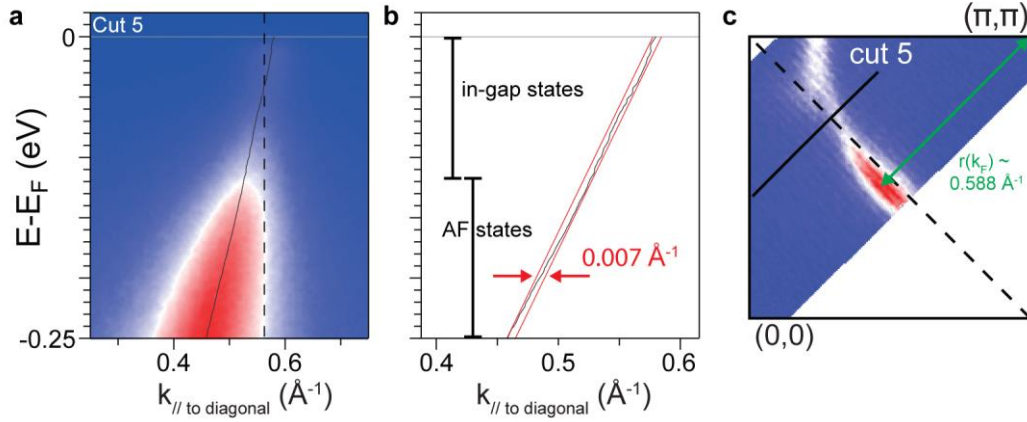 a
Cut 5
0
-0.25
E-E_F (eV)
0.4
0.6
k_{// to diagonal} (Å⁻¹)
b
in-gap states
AF states
0.007 Å⁻¹
0.4
0.5
0.6
k_{// to diagonal} (Å⁻¹)
c
(π,π)
cut 5
r(k_F) ~
0.588 Å⁻¹
(0,0)